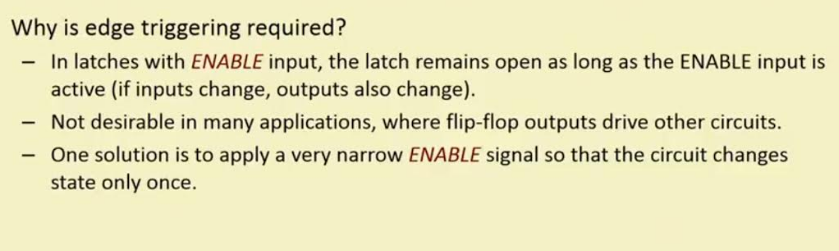 Why is edge triggering required?
– In latches with ENABLE input, the latch remains open as long as the ENABLE input is
active (if inputs change, outputs also change).
– Not desirable in many applications, where flip-flop outputs drive other circuits.
– One solution is to apply a very narrow ENABLE signal so that the circuit changes
state only once.